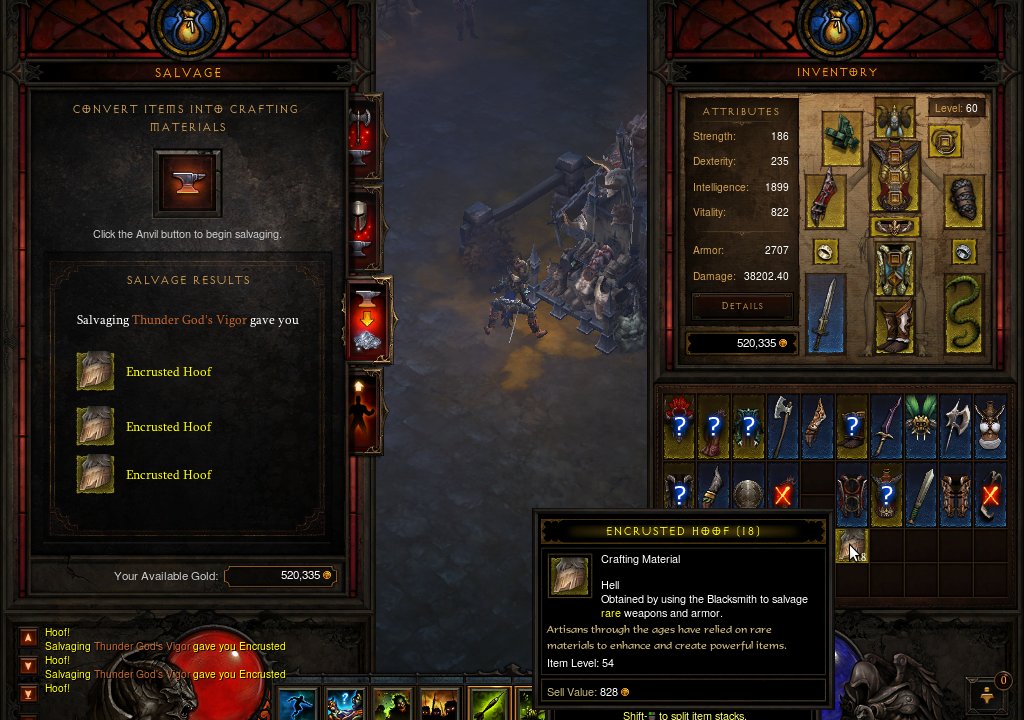 SALVAGE
CONVERT ITEMS INTO CRAFTING
MATERIALS
Click the Anvil button to begin salvaging.
SALVAGE RESULTS
Salvaging Thunder God's Vigor gave you
Encrusted Hoof
Encrusted Hoof
Encrusted Hoof
Your Available Gold: 520,335
Hoof!
Salvaging Thunder God's Vigor gave you Encrusted
Hoof!
Salvaging Thunder God's Vigor gave you Encrusted
Hoof!
INVENTORY
ATTRIBUTES
Level: 60
Strength: 186
Dexterity: 235
Intelligence: 1899
Vitality: 822
Armor: 2707
Damage: 38202.40
DETAILS
520,335
? ? ? ?
? ?
ENCRUSTED HOOF (18)
Crafting Material
Hell
Obtained by using the Blacksmith to salvage
rare weapons and armor.
Artisans through the ages have relied on rare
materials to enhance and create powerful items.
Item Level: 54
Sell Value: 828
Shift- to split item stacks.
0